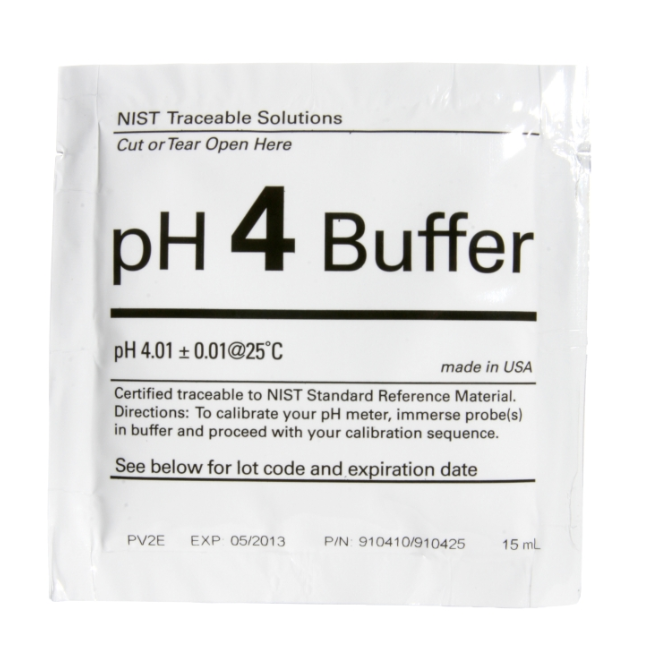 NIST Traceable Solutions
Cut or Tear Open Here
pH 4 Buffer
pH 4.01 ± 0.01@25°C
made in USA
Certified traceable to NIST Standard Reference Material.
Directions: To calibrate your pH meter, immerse probe(s)
in buffer and proceed with your calibration sequence.
See below for lot code and expiration date
PV2E EXP 05/2013 P/N: 910410/910425 15 mL